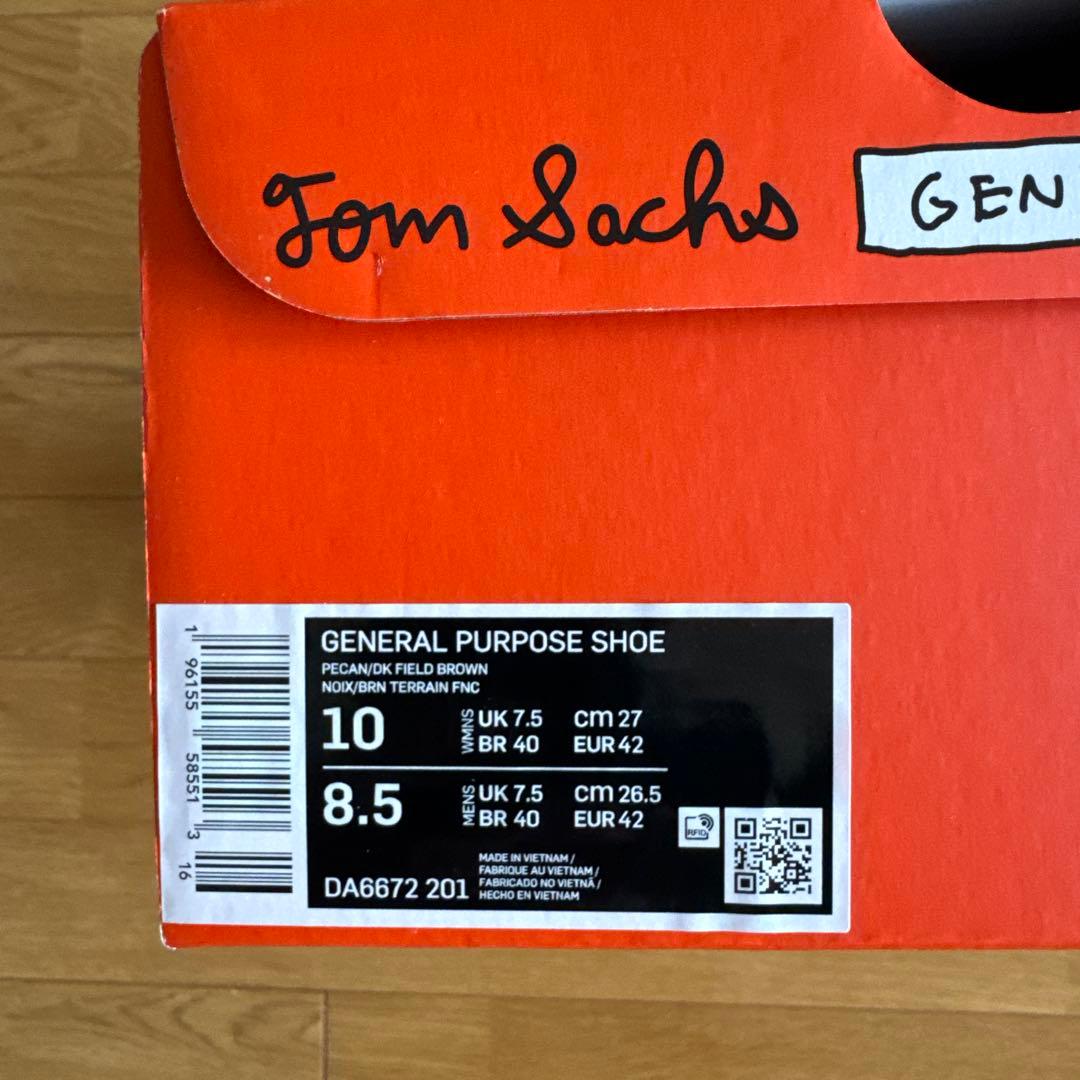 Tom Sachs
GEN
GENERAL PURPOSE SHOE
PECAN/DK FIELD BROWN
NOIX/BRN TERRAIN FNC
10 WMNS UK 7.5 cm 27
BR 40 EUR 42
8.5 MENS UK 7.5 cm 26.5
BR 40 EUR 42
RFID
DA6672 201
MADE IN VIETNAM /
FABRIQUE AU VIETNAM /
FABRICADO NO VIETNÃ /
HECHO EN VIETNAM
1 96155 58551 3 16